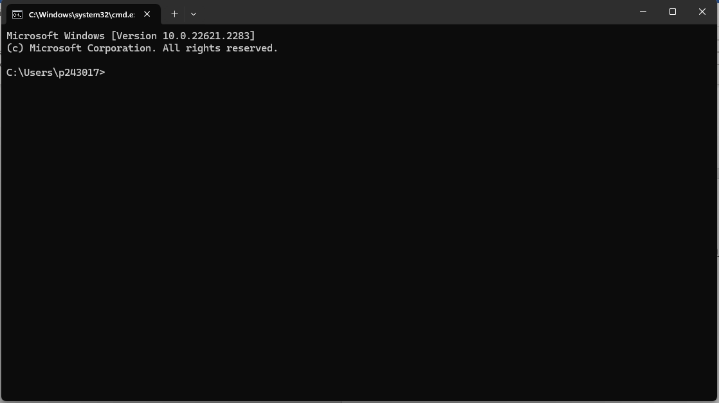 C:\Windows\system32\cmd.e:
Microsoft Windows [Version 10.0.22621.2283]
(c) Microsoft Corporation. All rights reserved.
C:\Users\p243017>